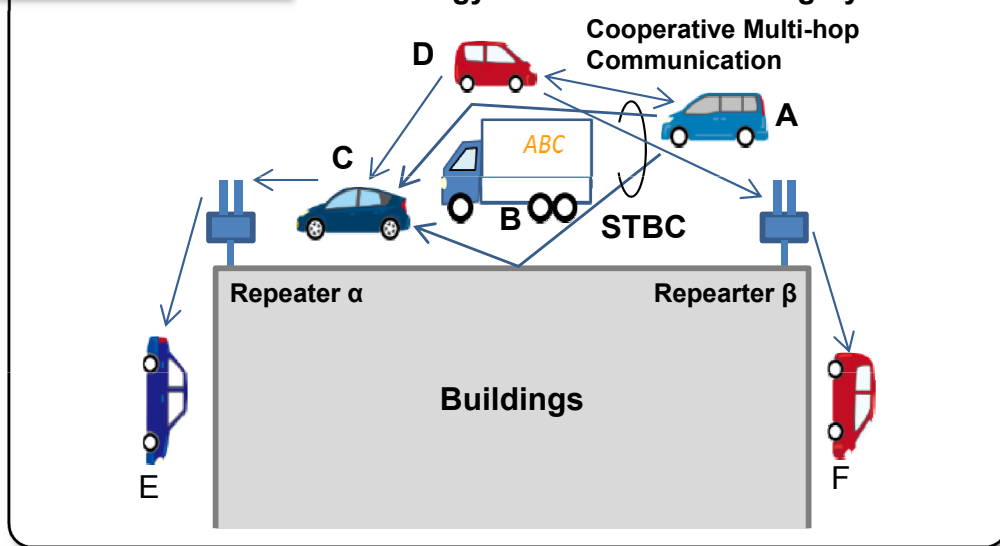 Cooperative Multi-hop
Communication
D
A
C
ABC
B
STBC
Repeater α
Repearter β
Buildings
E
F